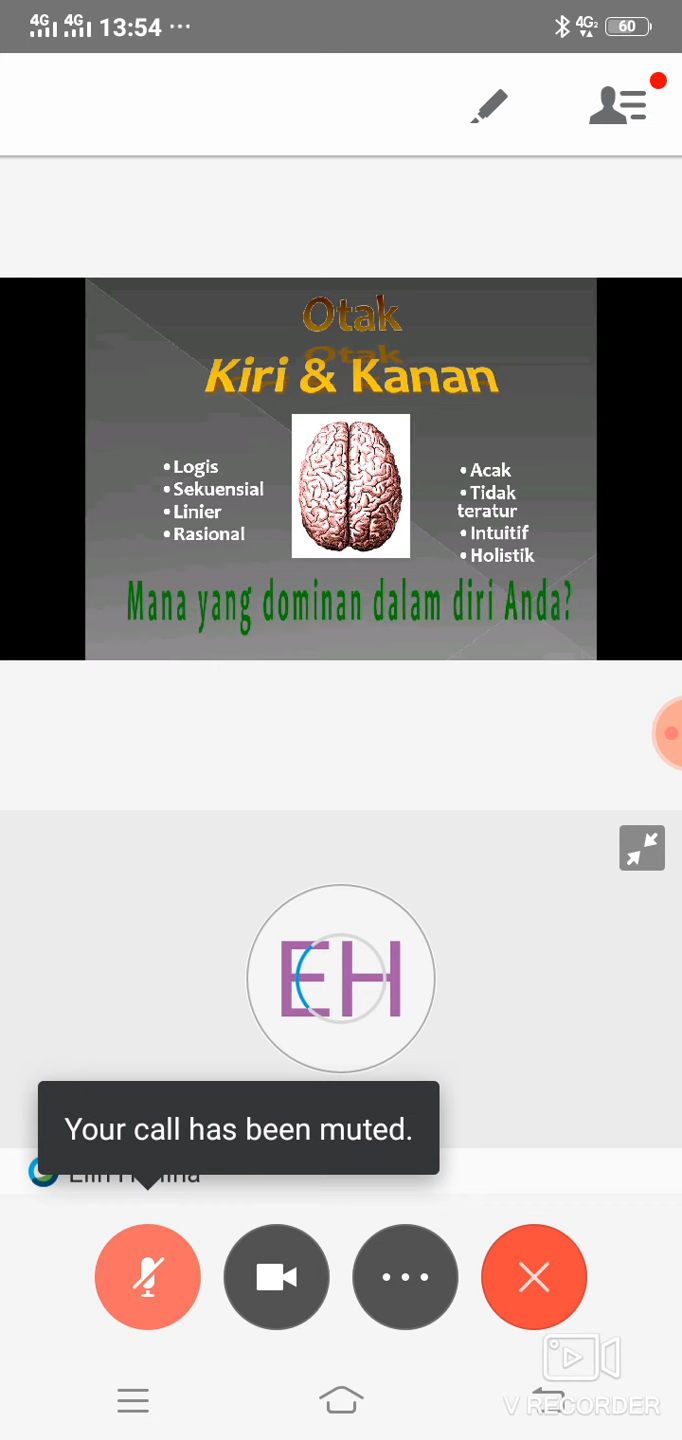 4G 4G 13:54 ... 4G2 60
Otak
Kiri & Kanan
• Logis
• Sekuensial
• Linier
• Rasional
• Acak
• Tidak
teratur
• Intuitif
• Holistik
Mana yang dominan dalam diri Anda?
EH
Your call has been muted.
V RECORDER